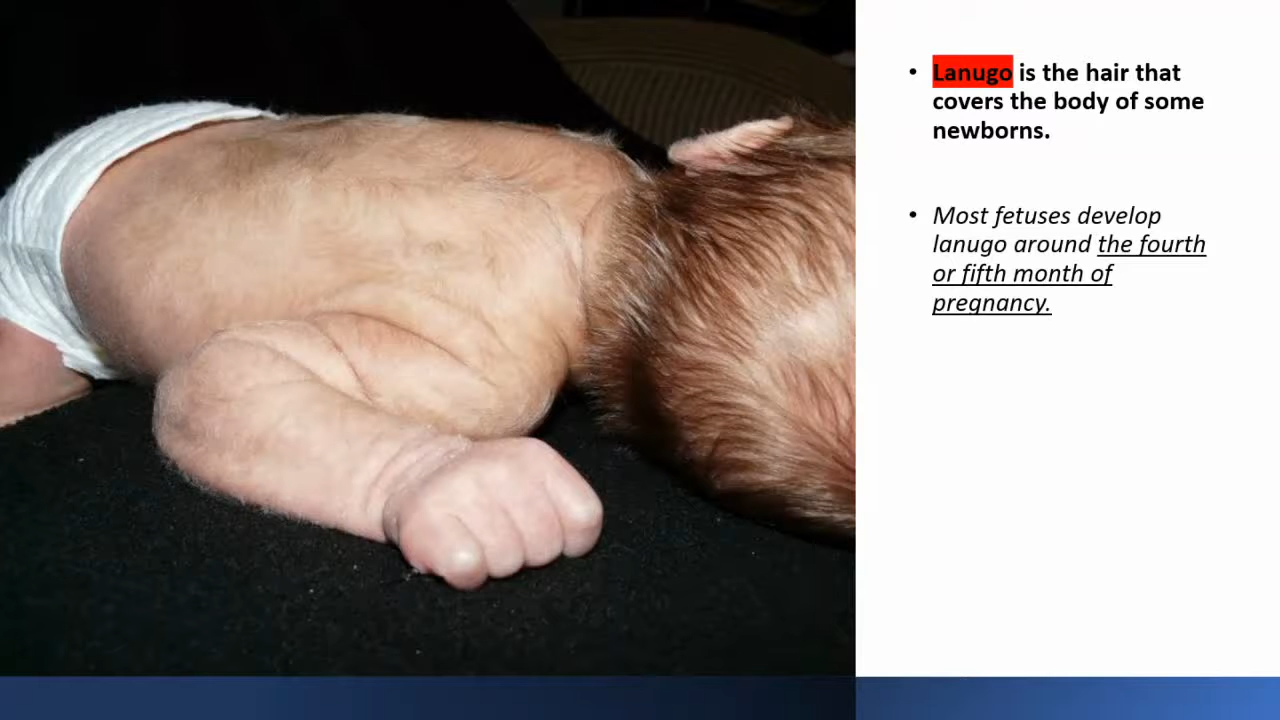 • Lanugo is the hair that
covers the body of some
newborns.
• Most fetuses develop
lanugo around the fourth
or fifth month of
pregnancy.